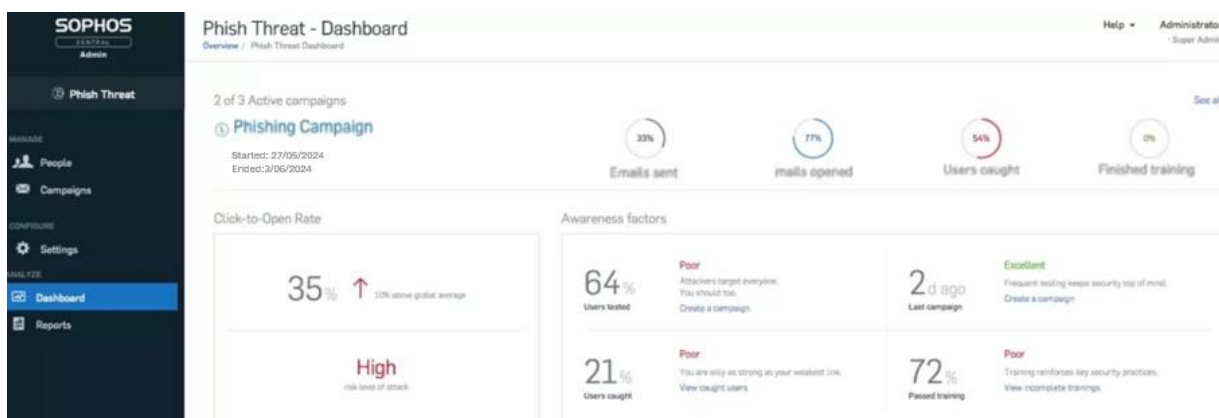 SOPHOS
CENTRAL
Admin
Phish Threat
MANAGE
People
Campaigns
CONFIGURE
Settings
ANALYZE
Dashboard
Reports
Phish Threat - Dashboard
Overview / Phish Threat Dashboard
Help
Administrato
Super Admi
2 of 3 Active campaigns
See al
Phishing Campaign
Started: 27/05/2024
Ended:3/06/2024
33%
Emails sent
77%
mails opened
54%
Users caught
0%
Finished training
Click-to-Open Rate
35%
10% above global average
High
risk level of attack
Awareness factors
64%
Users tested
Poor
Attackers target everyone.
You should too.
Create a campaign
2d ago
Last campaign
Excellent
Frequent testing keeps security top of mind.
Create a campaign
21%
Users caught
Poor
You are only as strong as your weakest link.
View caught users
72%
Passed training
Poor
Training reinforces key security practices.
View incomplete trainings